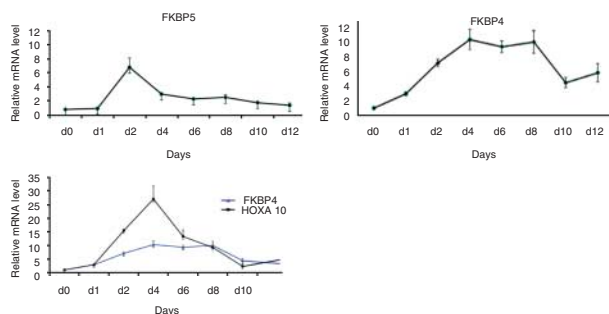 FKBP5
Relative mRNA level
12
10
8
6
4
2
0
d0 d1 d2 d4 d6 d8 d10 d12
Days
FKBP4
Relative mRNA level
12
10
8
6
4
2
0
d0 d1 d2 d4 d6 d8 d10 d12
Days
Relative mRNA level
35
30
25
20
15
10
5
0
FKBP4
HOXA 10
d0 d1 d2 d4 d6 d8 d10
Days